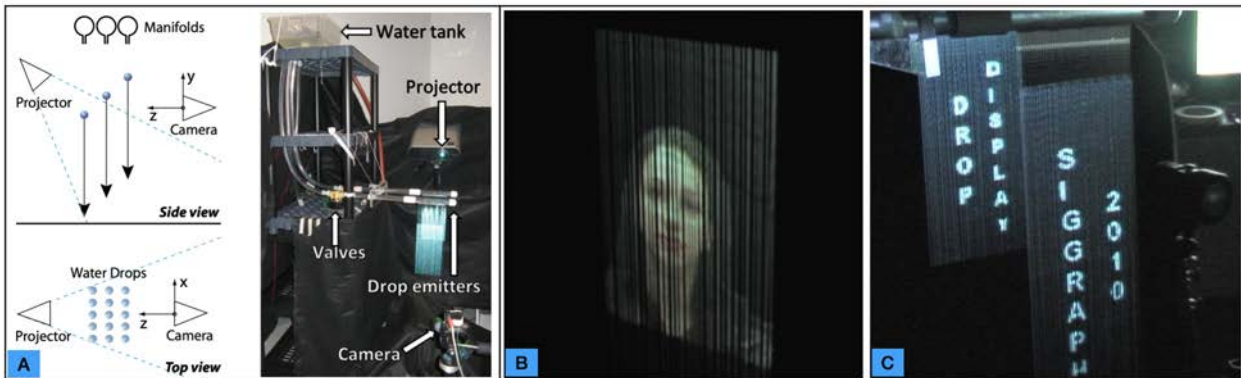 Manifolds
Projector
y
z
Camera
Side view
Water Drops
Projector
x
z
Camera
Top view
A
Water tank
Projector
Valves
Drop emitters
Camera
B
DROP
DISPLAY
SIGGRAPH
2010
C